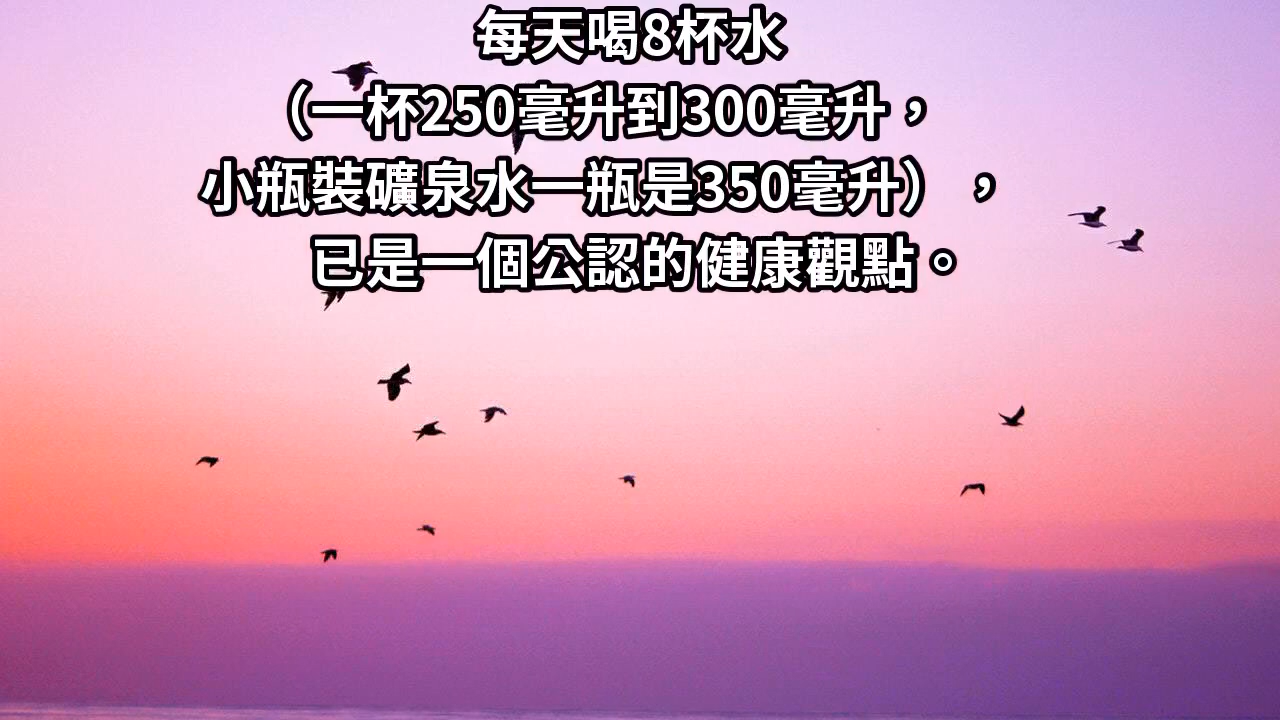 每天喝8杯水
（一杯250毫升到300毫升，
小瓶裝礦泉水一瓶是350毫升），
已是一個公認的健康觀點。